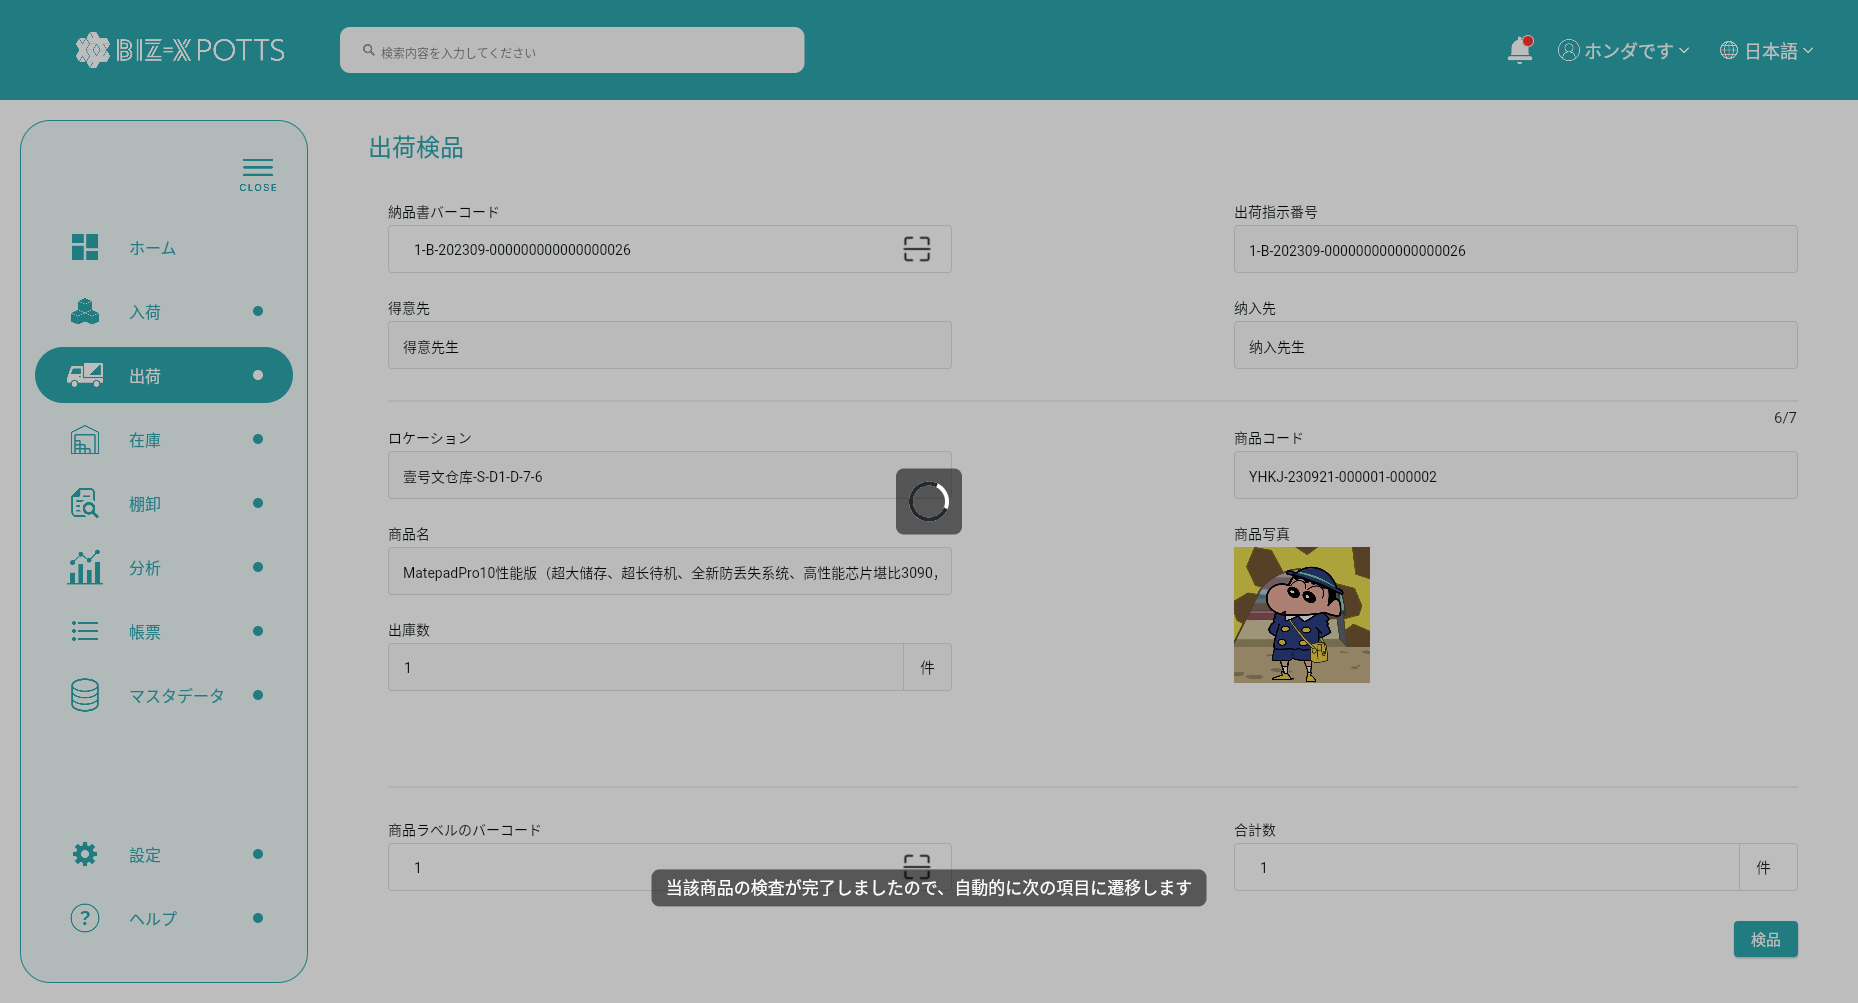 BIZ=X POTTS
検索内容を入力してください
ホンダです
日本語
CLOSE
ホーム
入荷
出荷
在庫
棚卸
分析
帳票
マスタデータ
設定
ヘルプ
出荷検品
納品書バーコード
出荷指示番号
1-B-202309-000000000000000026
1-B-202309-000000000000000026
得意先
纳入先
得意先生
纳入先生
6/7
ロケーション
商品コード
壹号文仓库-S-D1-D-7-6
YHKJ-230921-000001-000002
商品名
商品写真
MatepadPro10性能版（超大储存、超长待机、全新防丢失系统、高性能芯片堪比3090，
出庫数
1
件
商品ラベルのバーコード
合計数
1
1
件
当該商品の検査が完了しましたので、自動的に次の項目に遷移します
検品